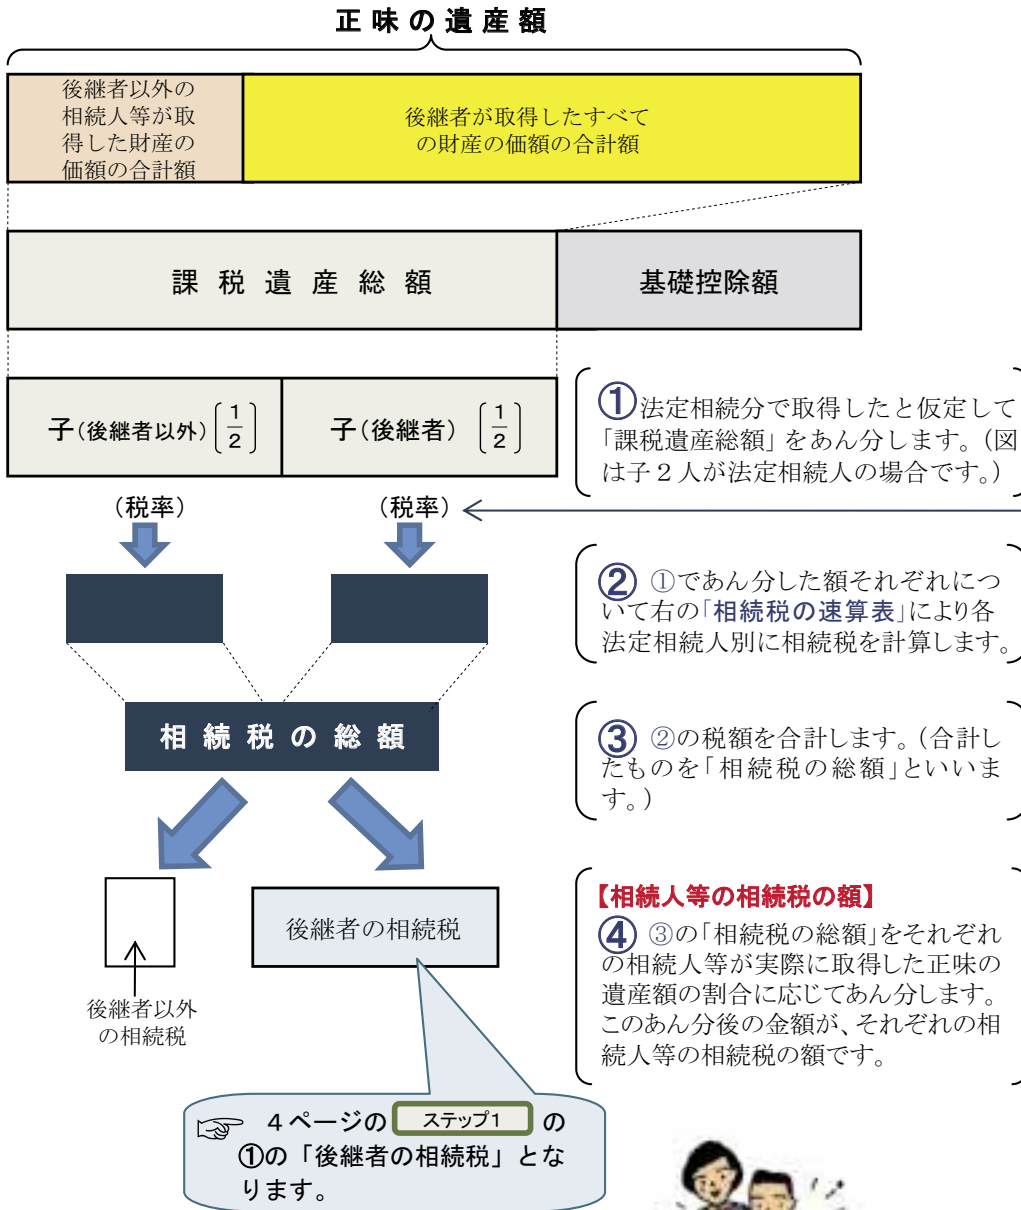 正味の遺産額
後継者以外の
相続人等が取
得した財産の
価額の合計額
後継者が取得したすべて
の財産の価額の合計額
課税遺産総額
基礎控除額
子(後継者以外)(1/2)
子(後継者)(1/2)
①法定相続分で取得したと仮定して
「課税遺産総額」をあん分します。(図
は子2人が法定相続人の場合です。)
(税率)
(税率)
② ①であん分した額それぞれにつ
いて右の「相続税の速算表」により各
法定相続人別に相続税を計算します。
相続税の総額
③ ②の税額を合計します。(合計し
たものを「相続税の総額」といいま
す。)
後継者の相続税
後継者以外
の相続税
【相続人等の相続税の額】
④ ③の「相続税の総額」をそれぞれ
の相続人等が実際に取得した正味の
遺産額の割合に応じてあん分します。
このあん分後の金額が、それぞれの相
続人等の相続税の額です。
☞ 4ページの ステップ1 の
①の「後継者の相続税」とな
ります。